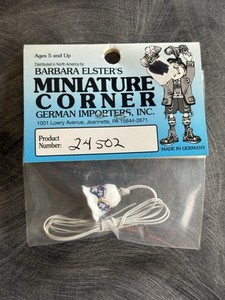 Ages 5 and Up
Distributed in North America by:
BARBARA ELSTER'S
MINIATURE
CORNER
GERMAN IMPORTERS, INC.
1001 Lowry Avenue, Jeannette, PA 15644-2671
Product
Number:
24502
MADE IN GERMANY